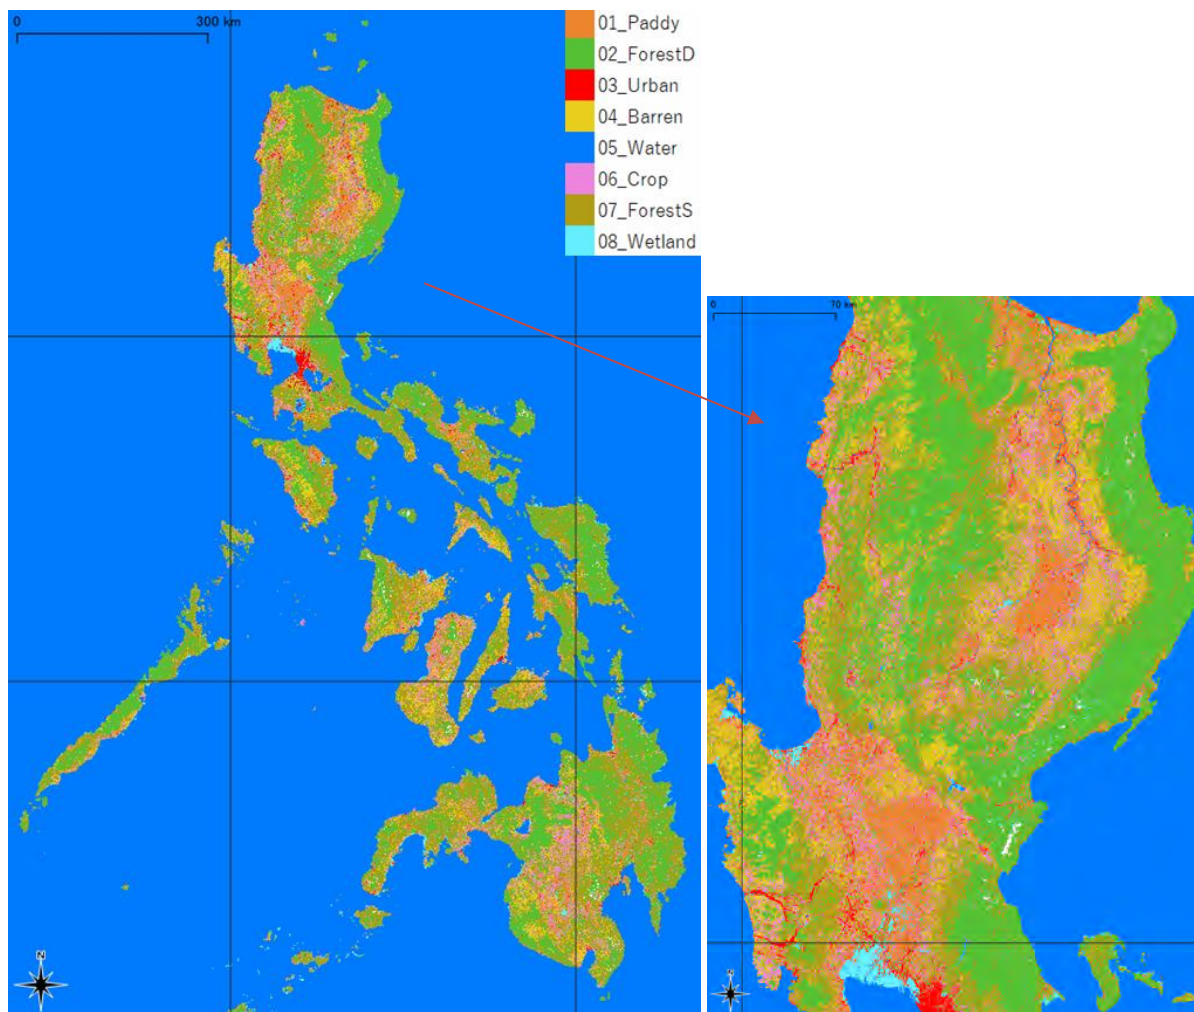 0 300 km
01_Paddy
02_ForestD
03_Urban
04_Barren
05_Water
06_Crop
07_ForestS
08_Wetland
0 70 km
N
N